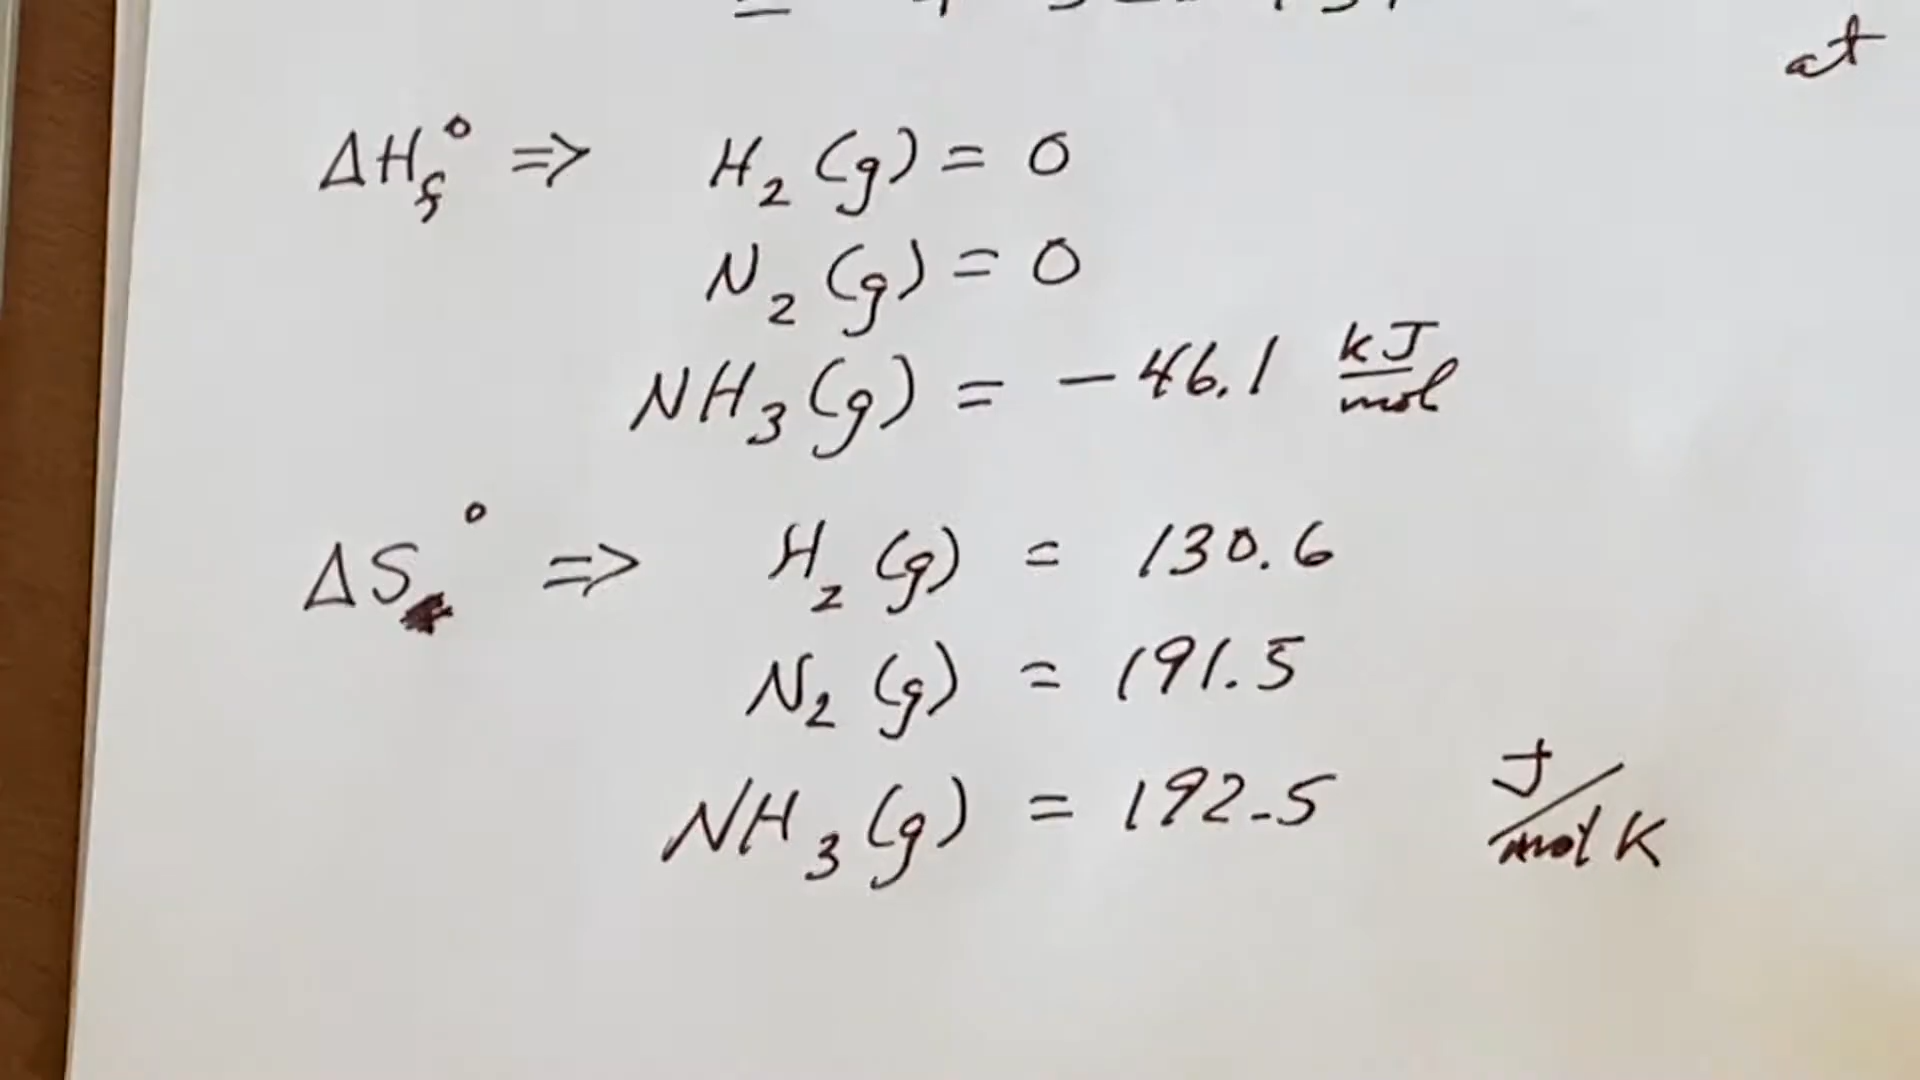 at
ΔH_f° => H₂(g) = 0
N₂(g) = 0
NH₃(g) = -46.1 kJ/mol
ΔS° => H₂(g) = 130.6
N₂(g) = 191.5
NH₃(g) = 192.5 J/mol K